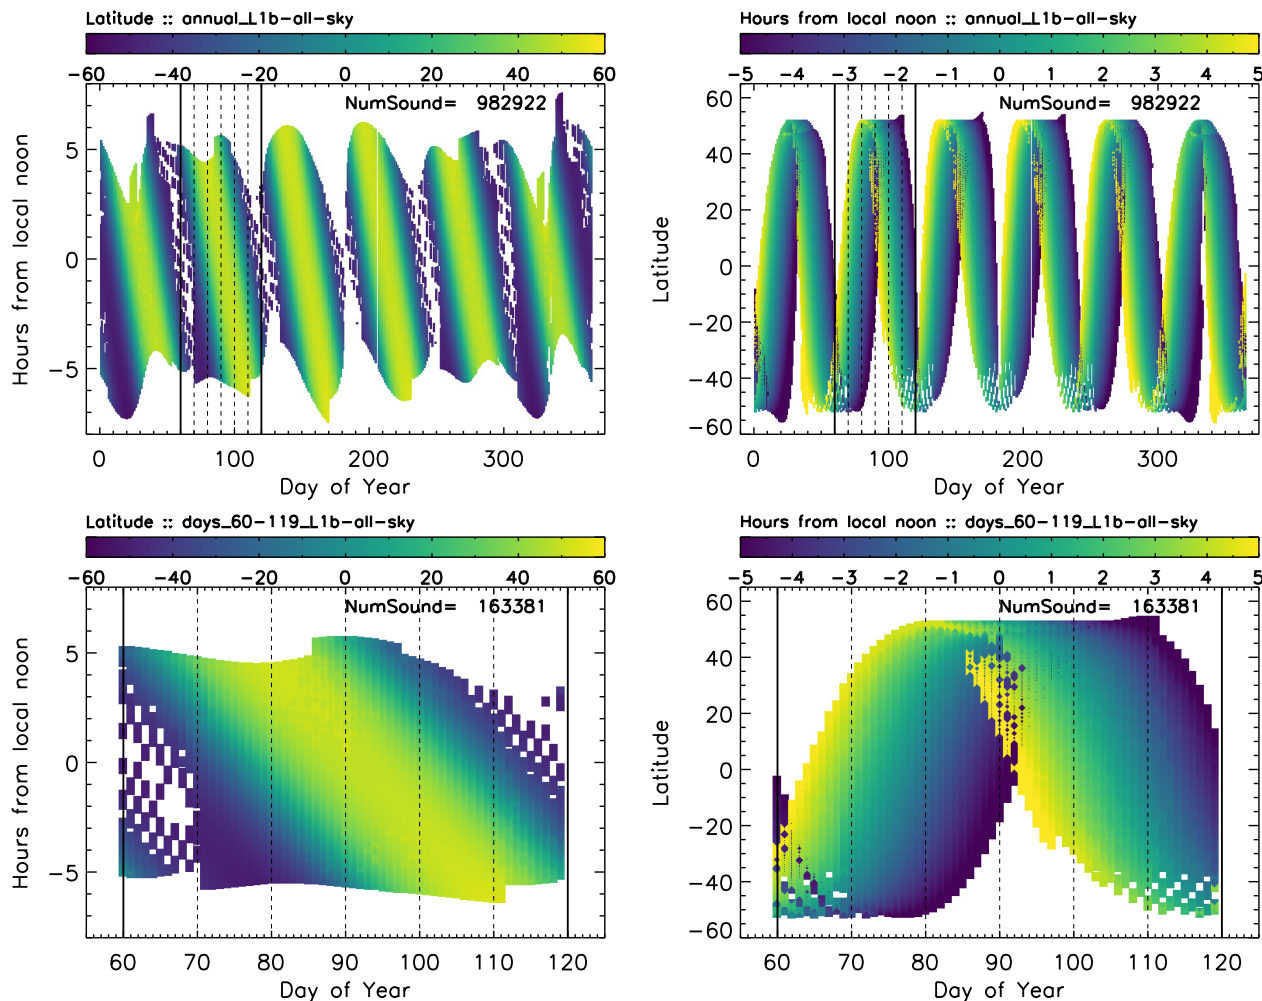 Latitude :: annual_L1b-all-sky
-60 -40 -20 0 20 40 60
NumSound= 982922
5
0
-5
Hours from local noon
0 100 200 300
Day of Year
Hours from local noon :: annual_L1b-all-sky
-5 -4 -3 -2 -1 0 1 2 3 4 5
NumSound= 982922
60
40
20
0
-20
-40
-60
Latitude
0 100 200 300
Day of Year
Latitude :: days_60-119_L1b-all-sky
-60 -40 -20 0 20 40 60
NumSound= 163381
5
0
-5
Hours from local noon
60 70 80 90 100 110 120
Day of Year
Hours from local noon :: days_60-119_L1b-all-sky
-5 -4 -3 -2 -1 0 1 2 3 4 5
NumSound= 163381
60
40
20
0
-20
-40
-60
Latitude
60 70 80 90 100 110 120
Day of Year